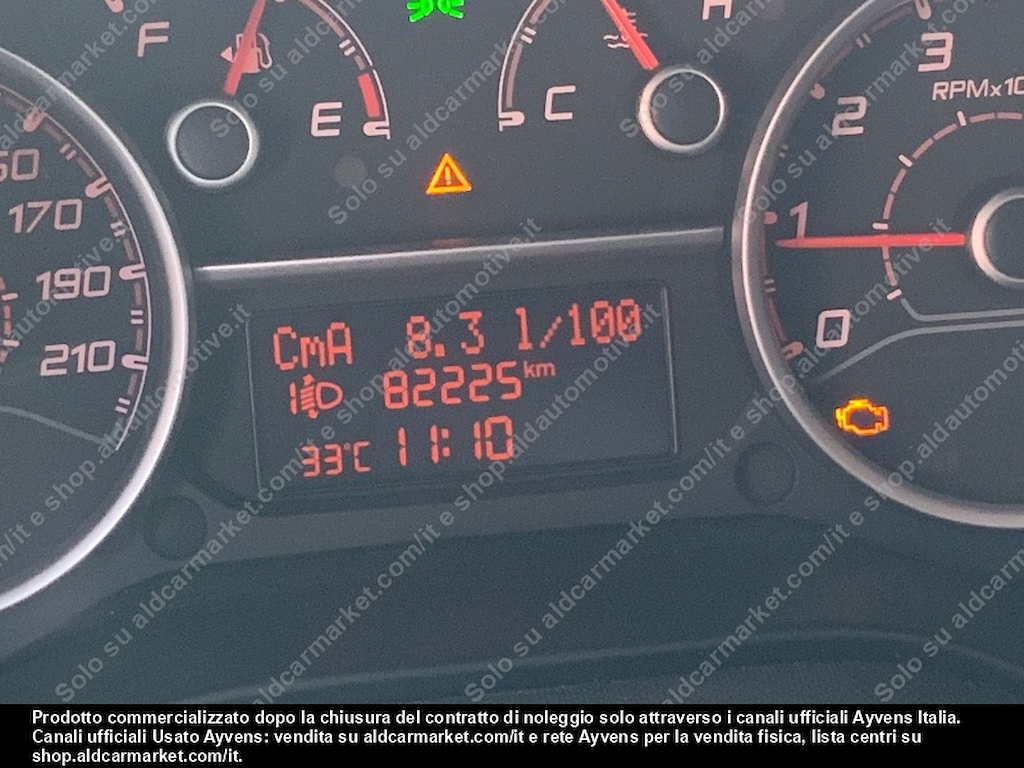 F
E
C
H
3
RPMx10
2
1
0
50
170
190
210
CmA 8.3 l/100
1 82225 km
33°C 11:10
Solo su aldcarmarket.com/it e shop.aldautomotive.it
Prodotto commercializzato dopo la chiusura del contratto di noleggio solo attraverso i canali ufficiali Ayvens Italia.
Canali ufficiali Usato Ayvens: vendita su aldcarmarket.com/it e rete Ayvens per la vendita fisica, lista centri su
shop.aldcarmarket.com/it.